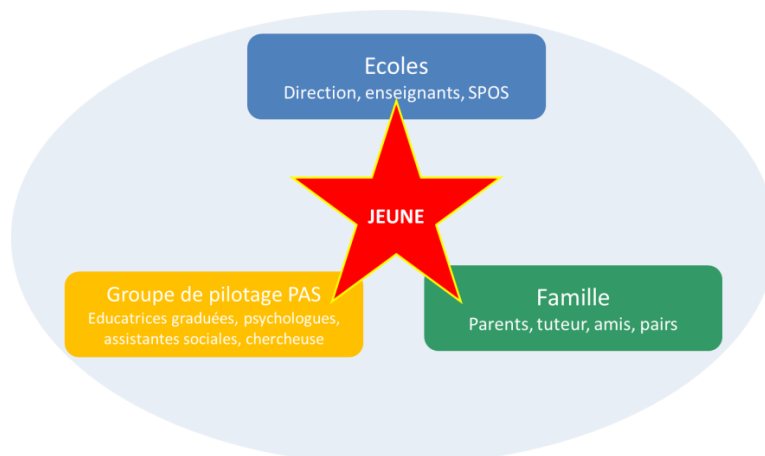 Ecoles
Direction, enseignants, SPOS
JEUNE
Groupe de pilotage PAS
Educatrices graduées, psychologues,
assistantes sociales, chercheuse
Famille
Parents, tuteur, amis, pairs